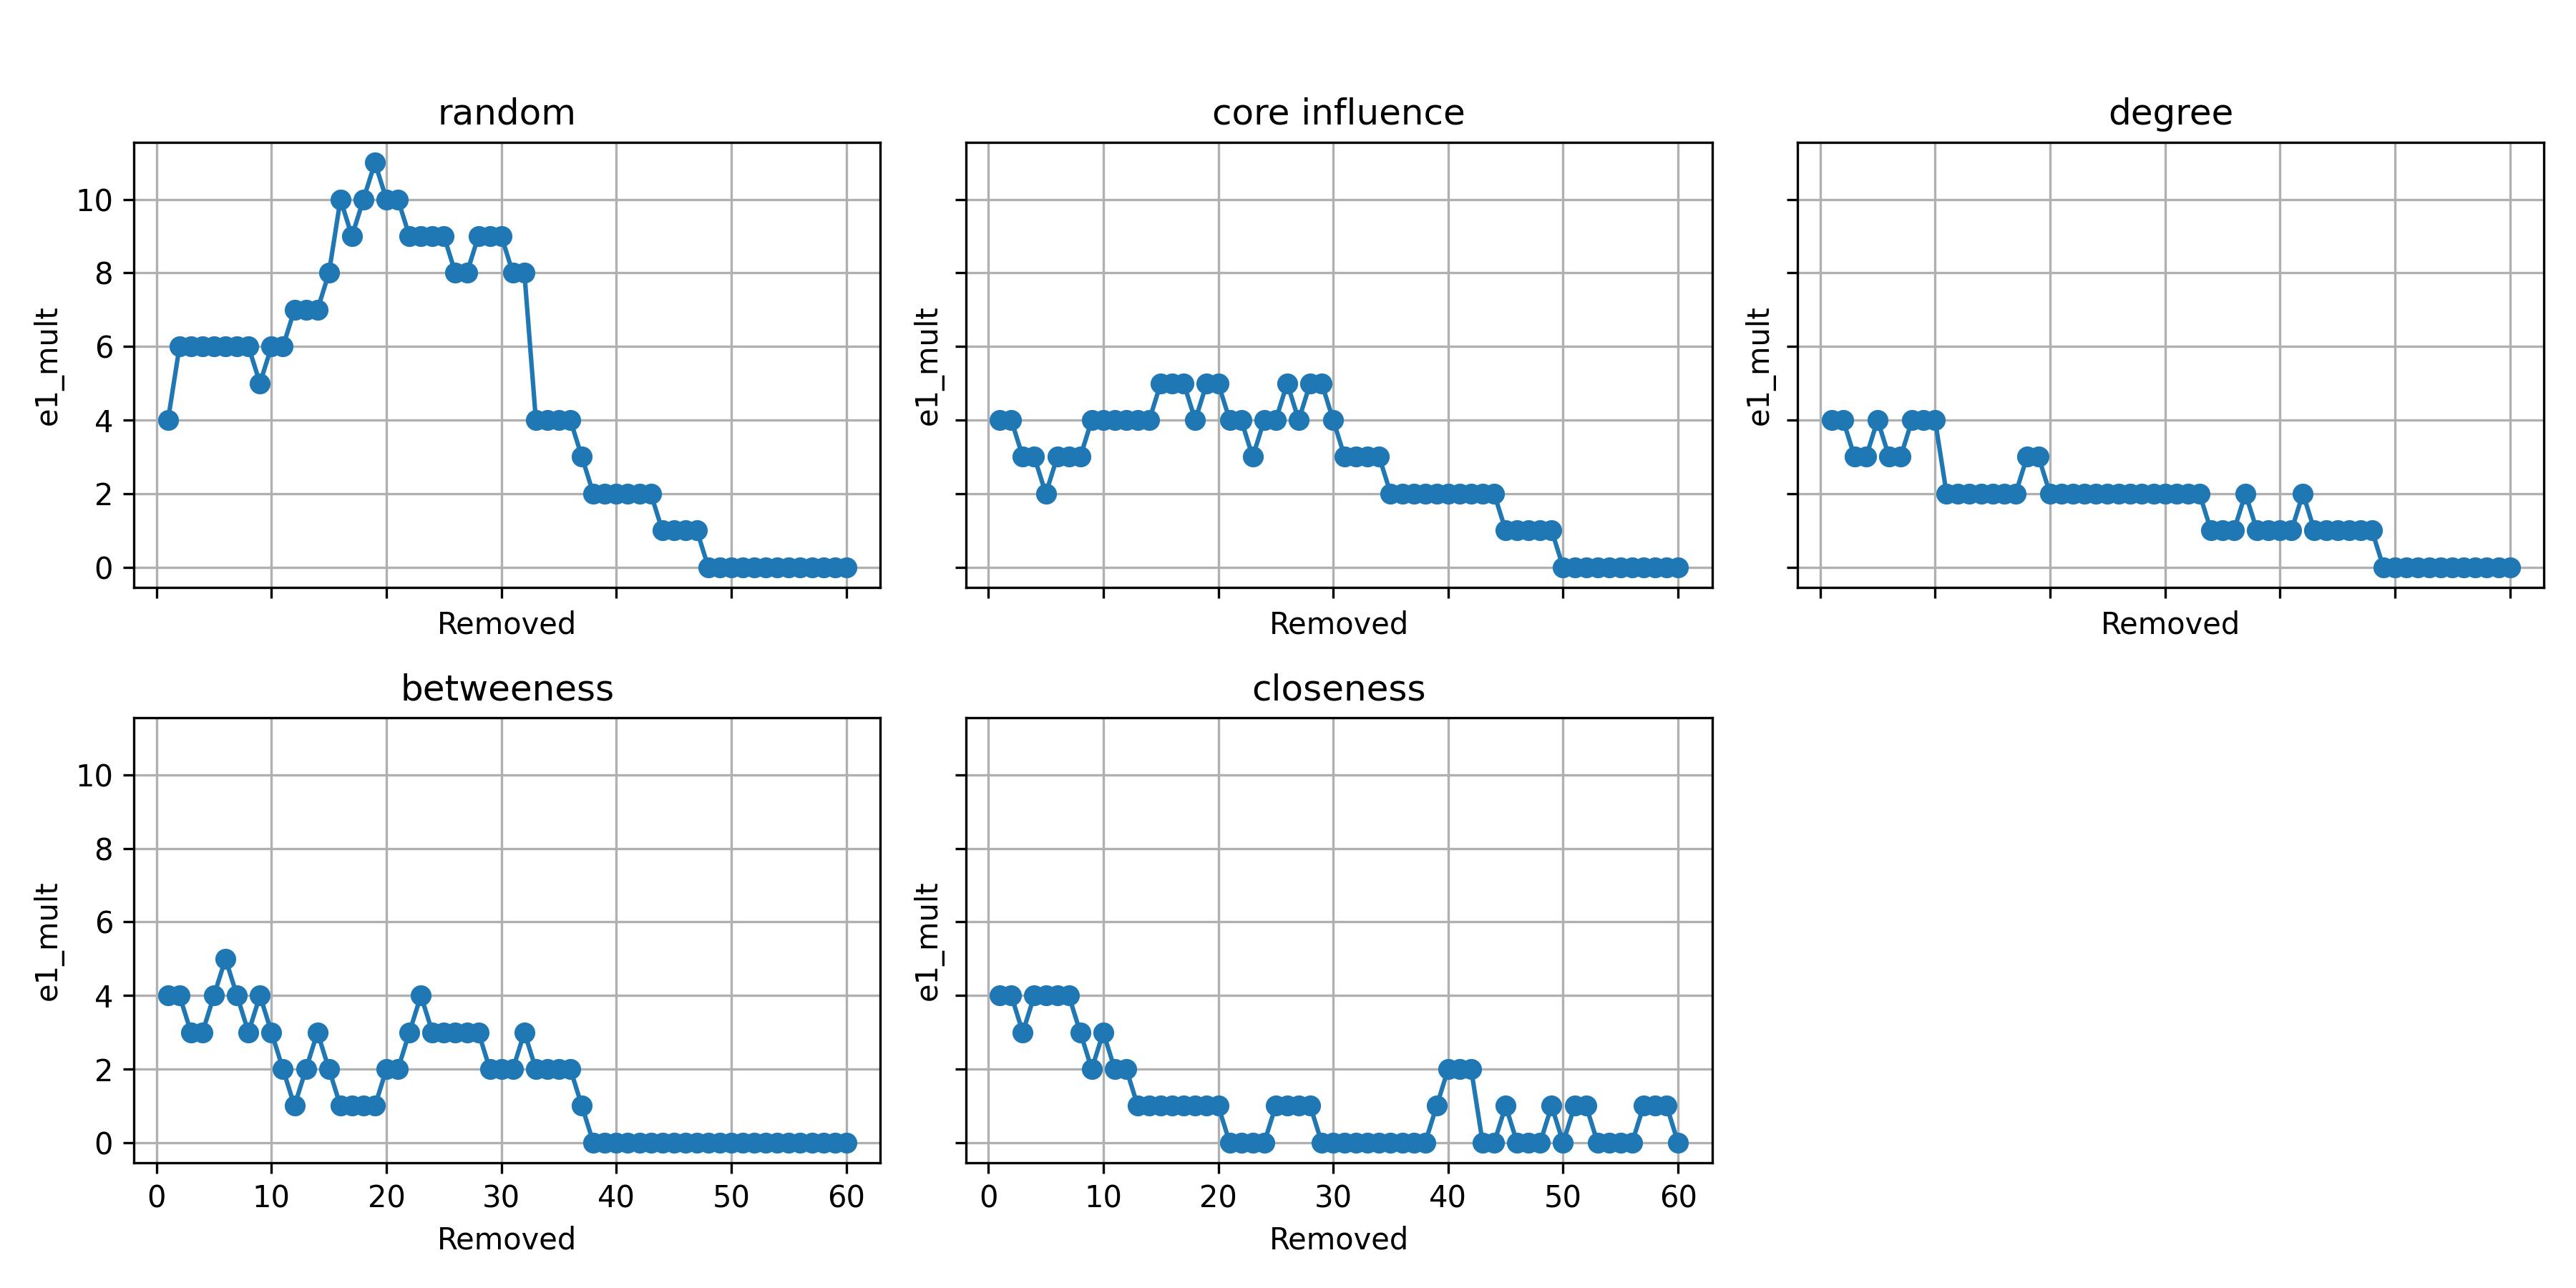 random
10
8
6
4
2
0
e1_mult
Removed
core influence
e1_mult
Removed
degree
e1_mult
Removed
betweeness
10
8
6
4
2
0
e1_mult
0 10 20 30 40 50 60
Removed
closeness
e1_mult
0 10 20 30 40 50 60
Removed